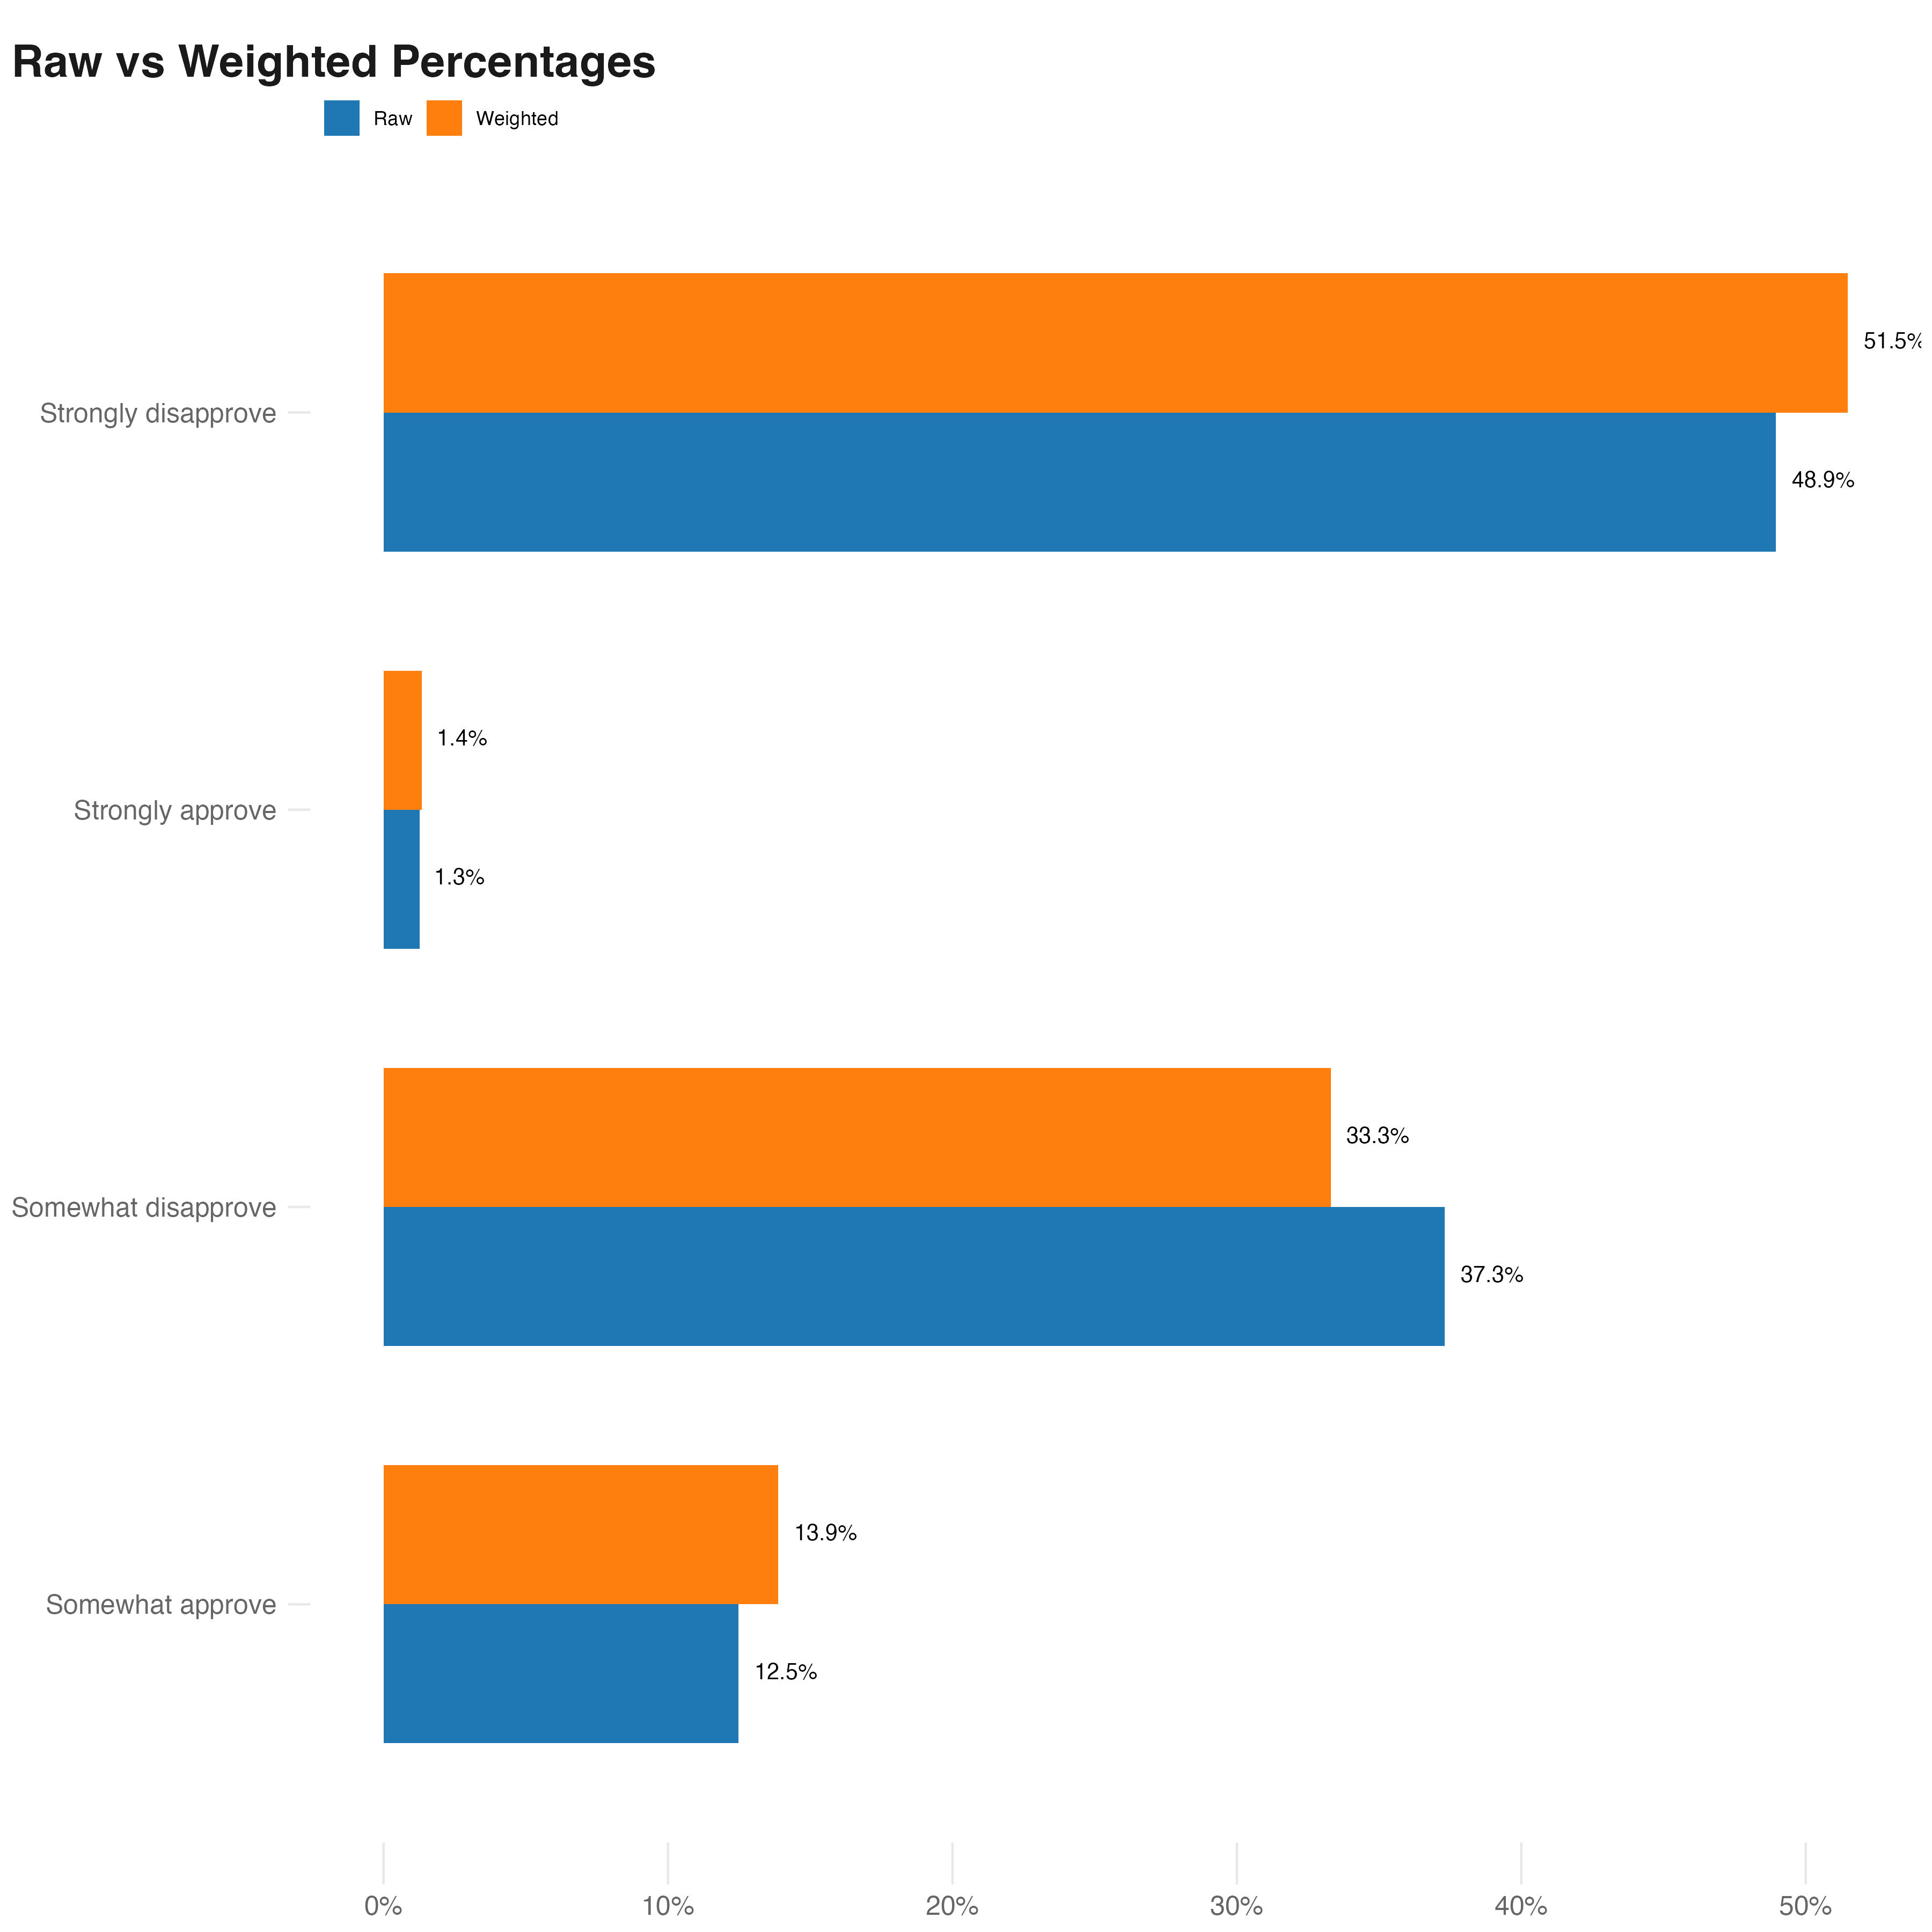 Raw vs Weighted Percentages
Raw Weighted
51.5%
Strongly disapprove
48.9%
1.4%
Strongly approve
1.3%
33.3%
Somewhat disapprove
37.3%
13.9%
Somewhat approve
12.5%
0% 10% 20% 30% 40% 50%